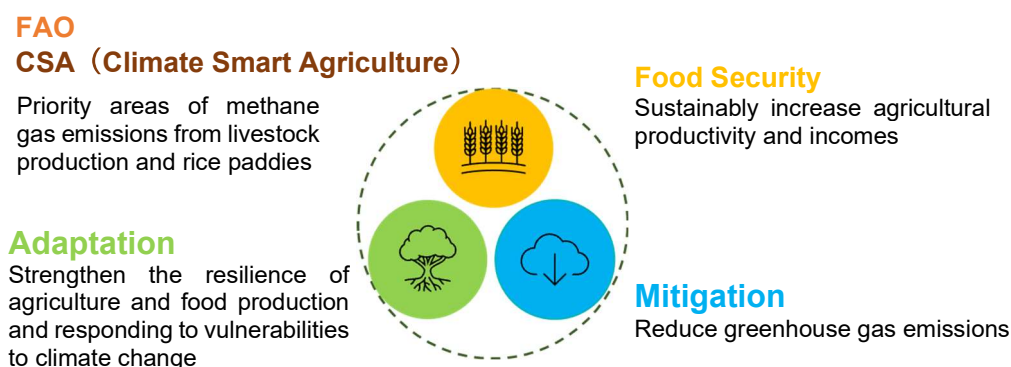 FAO
CSA（Climate Smart Agriculture）
Priority areas of methane
gas emissions from livestock
production and rice paddies
Food Security
Sustainably increase agricultural
productivity and incomes
Adaptation
Strengthen the resilience of
agriculture and food production
and responding to vulnerabilities
to climate change
Mitigation
Reduce greenhouse gas emissions